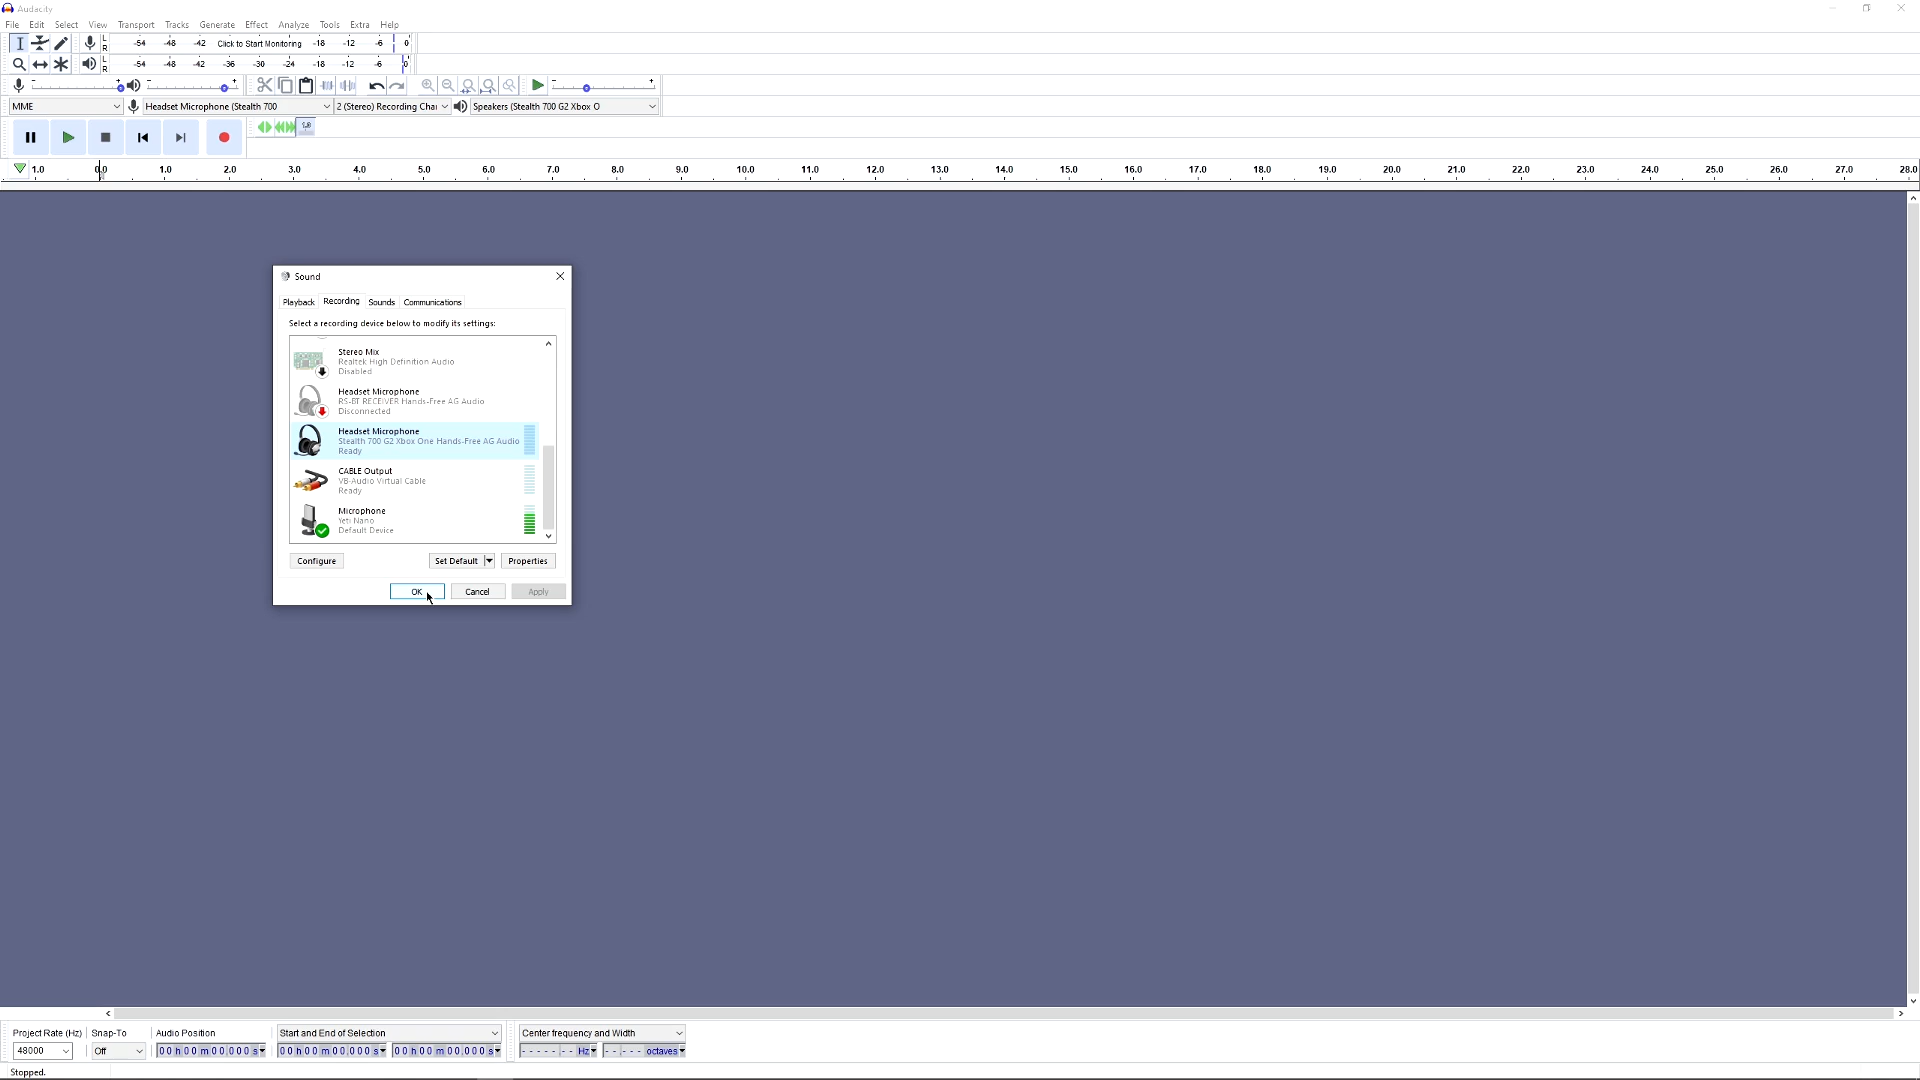 Audacity
File Edit Select View Transport Tracks Generate Effect Analyze Tools Extra Help
L R -54 -48 -42 Click to Start Monitoring -18 -12 -6 0
L R -54 -48 -42 -36 -30 -24 -18 -12 -6 0
- + - + - +
MME Headset Microphone (Stealth 700 2 (Stereo) Recording Chai Speakers (Stealth 700 G2 Xbox O
1.0 0.0 1.0 2.0 3.0 4.0 5.0 6.0 7.0 8.0 9.0 10.0 11.0 12.0 13.0 14.0 15.0 16.0 17.0 18.0 19.0 20.0 21.0 22.0 23.0 24.0 25.0 26.0 27.0 28.0
Sound
Playback Recording Sounds Communications
Select a recording device below to modify its settings:
Stereo Mix
Realtek High Definition Audio
Disabled
Headset Microphone
RS-BT RECEIVER Hands-Free AG Audio
Disconnected
Headset Microphone
Stealth 700 G2 Xbox One Hands-Free AG Audio
Ready
CABLE Output
VB-Audio Virtual Cable
Ready
Microphone
Yeti Nano
Default Device
Configure Set Default Properties
OK Cancel Apply
Project Rate (Hz) Snap-To Audio Position Start and End of Selection Center frequency and Width
48000 Off 00 h 00 m 00.000 s 00 h 00 m 00.000 s 00 h 00 m 00.000 s -----.-- Hz --.--- octaves
Stopped.